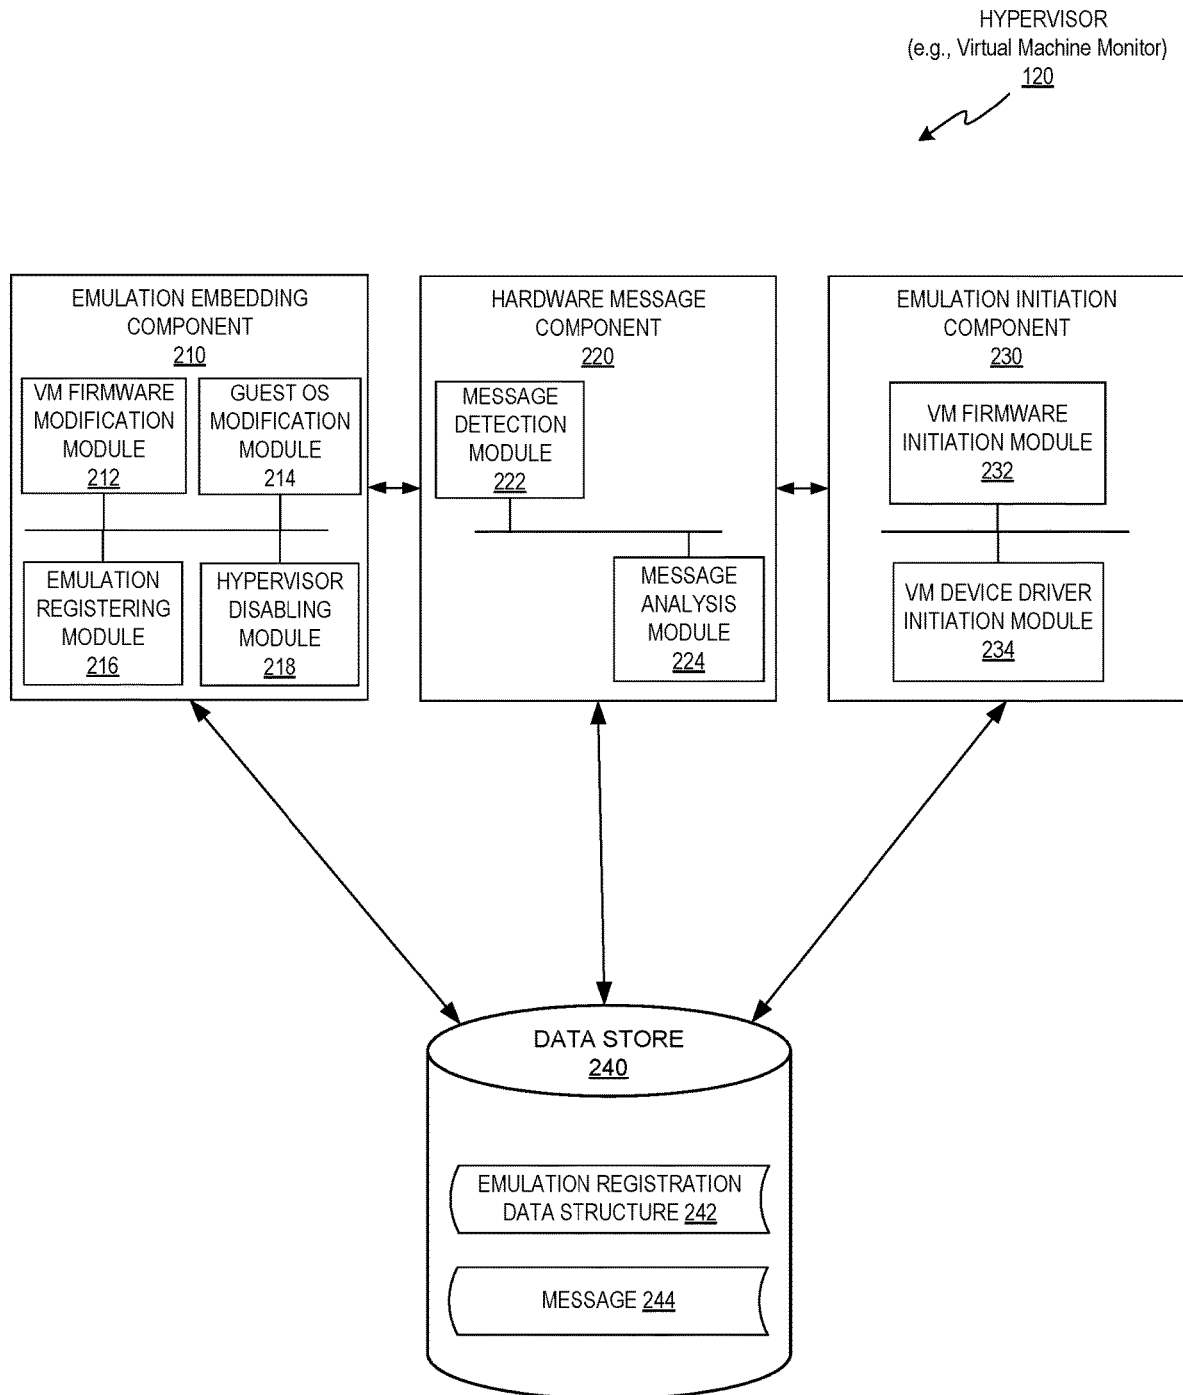 HYPERVISOR
(e.g., Virtual Machine Monitor)
120
EMULATION EMBEDDING
COMPONENT
210
VM FIRMWARE
MODIFICATION
MODULE
212
GUEST OS
MODIFICATION
MODULE
214
EMULATION
REGISTERING
MODULE
216
HYPERVISOR
DISABLING
MODULE
218
HARDWARE MESSAGE
COMPONENT
220
MESSAGE
DETECTION
MODULE
222
MESSAGE
ANALYSIS
MODULE
224
EMULATION INITIATION
COMPONENT
230
VM FIRMWARE
INITIATION MODULE
232
VM DEVICE DRIVER
INITIATION MODULE
234
DATA STORE
240
EMULATION REGISTRATION
DATA STRUCTURE 242
MESSAGE 244